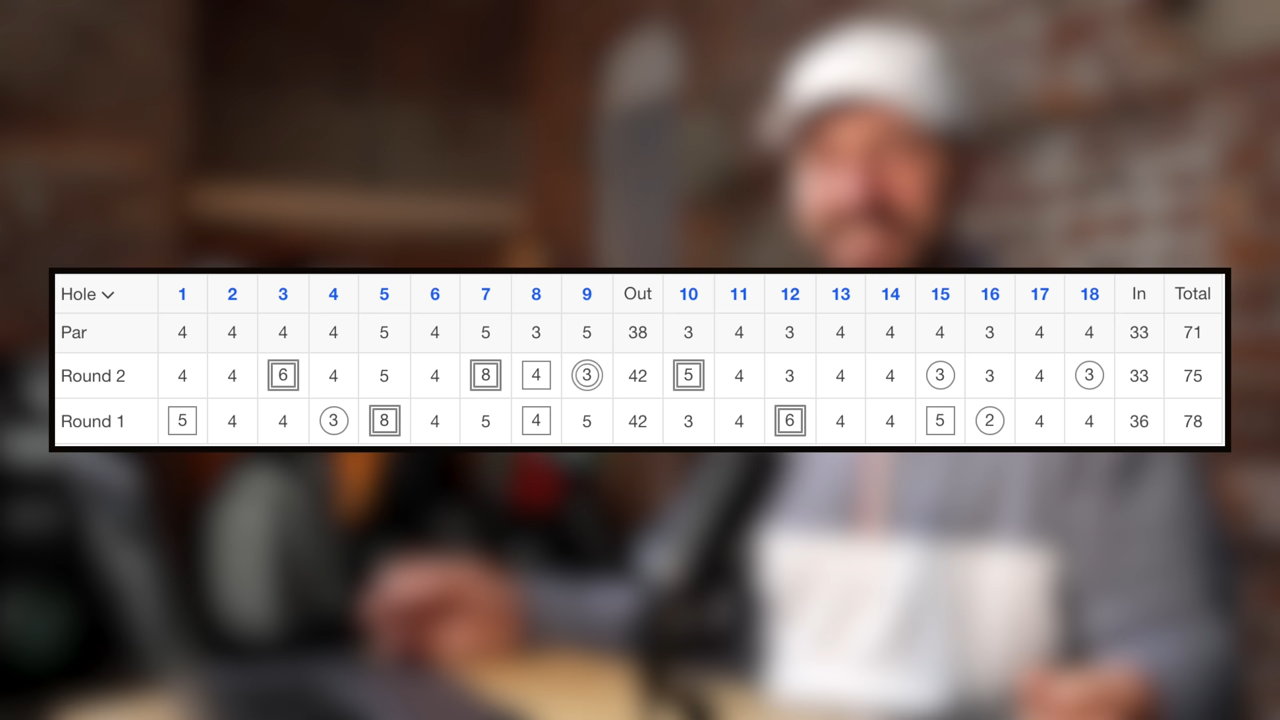 Hole 1 2 3 4 5 6 7 8 9 Out 10 11 12 13 14 15 16 17 18 In Total
Par 4 4 4 4 5 4 5 3 5 38 3 4 3 4 4 4 3 4 4 33 71
Round 2 4 4 6 4 5 4 8 4 3 42 5 4 3 4 4 3 3 4 3 33 75
Round 1 5 4 4 3 8 4 5 4 5 42 3 4 6 4 4 5 2 4 4 36 78